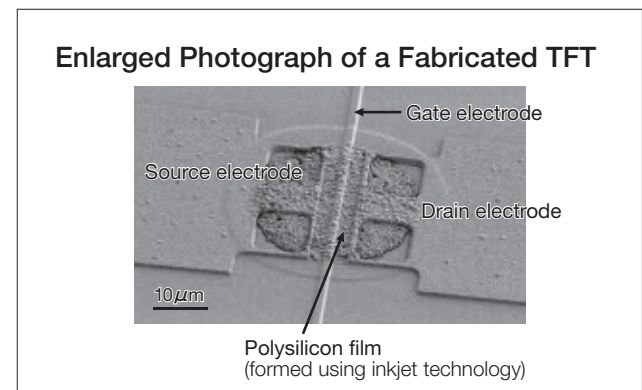 Enlarged Photograph of a Fabricated TFT
Gate electrode
Source electrode
Drain electrode
10μm
Polysilicon film
(formed using inkjet technology)